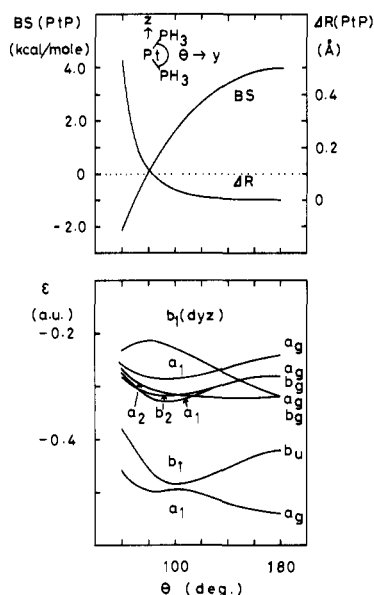 BS (PtP)
(kcal/mole)
ΔR(PtP)
(Å)
z
↑ PH3
P t θ → y
PH3
4.0
2.0
0
-2.0
0.4
0.2
0
BS
ΔR
ε
(a.u.)
-0.2
-0.4
b1(dyz)
a1
a2 b2 a1
b1
a1
ag
ag
bg
ag
bg
bu
ag
100 180
θ (deg.)